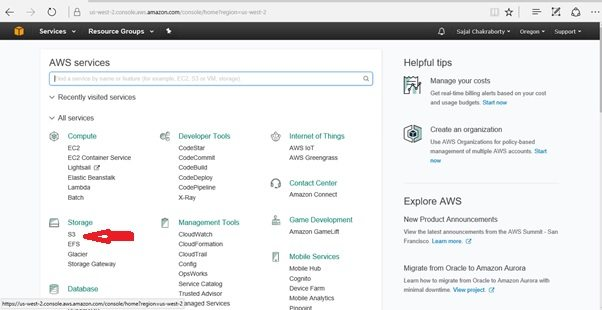 us-west-2.console.aws.amazon.com/console/home?region=us-west-2
Services Resource Groups Sajal Chakraborty Oregon Support
AWS services
Find a service by name or feature (for example, EC2, S3 or VM, storage).
Recently visited services
All services
Compute
EC2
EC2 Container Service
Lightsail
Elastic Beanstalk
Lambda
Batch
Storage
S3
EFS
Glacier
Storage Gateway
Database
Developer Tools
CodeStar
CodeCommit
CodeBuild
CodeDeploy
CodePipeline
X-Ray
Management Tools
CloudWatch
CloudFormation
CloudTrail
Config
OpsWorks
Service Catalog
Trusted Advisor
Managed Services
Internet of Things
AWS IoT
AWS Greengrass
Contact Center
Amazon Connect
Game Development
Amazon GameLift
Mobile Services
Mobile Hub
Cognito
Device Farm
Mobile Analytics
Pinpoint
Helpful tips
Manage your costs
Get real-time billing alerts based on your cost
and usage budgets. Start now
Create an organization
Use AWS Organizations for policy-based
management of multiple AWS accounts. Start
now
Explore AWS
New Product Announcements
View the latest announcements from the AWS Summit - San
Francisco. Learn more.
Migrate from Oracle to Amazon Aurora
Learn how to migrate from Oracle to Amazon Aurora with
minimal downtime. View project.
https://us-west-2.console.aws.amazon.com/console/home?region=us-west-2